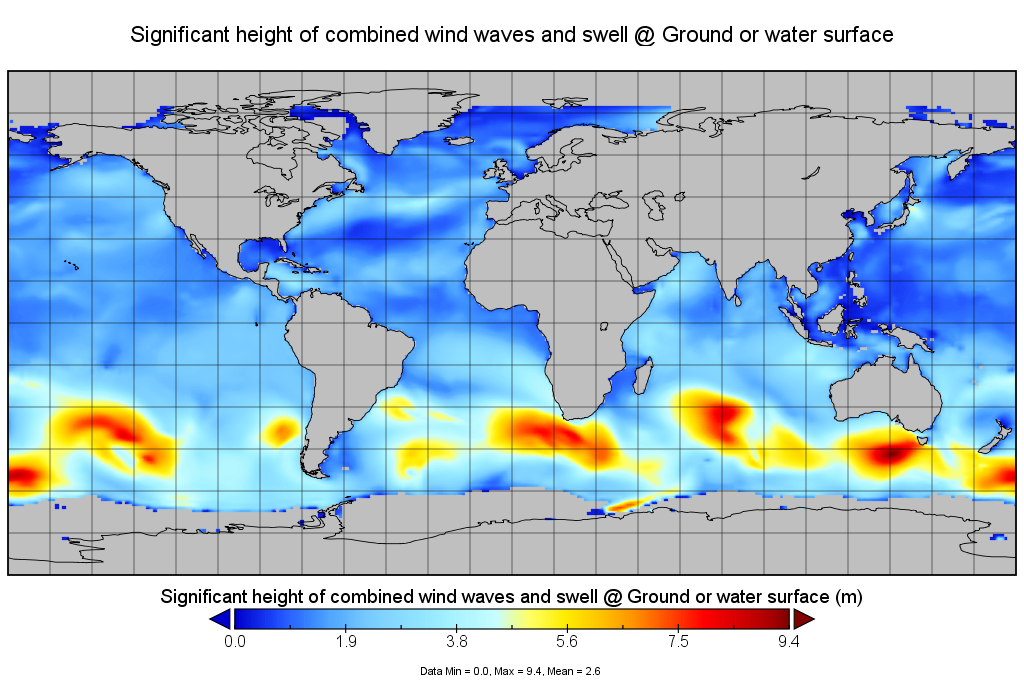 Significant height of combined wind waves and swell @ Ground or water surface
Significant height of combined wind waves and swell @ Ground or water surface (m)
0.0 1.9 3.8 5.6 7.5 9.4
Data Min = 0.0, Max = 9.4, Mean = 2.6